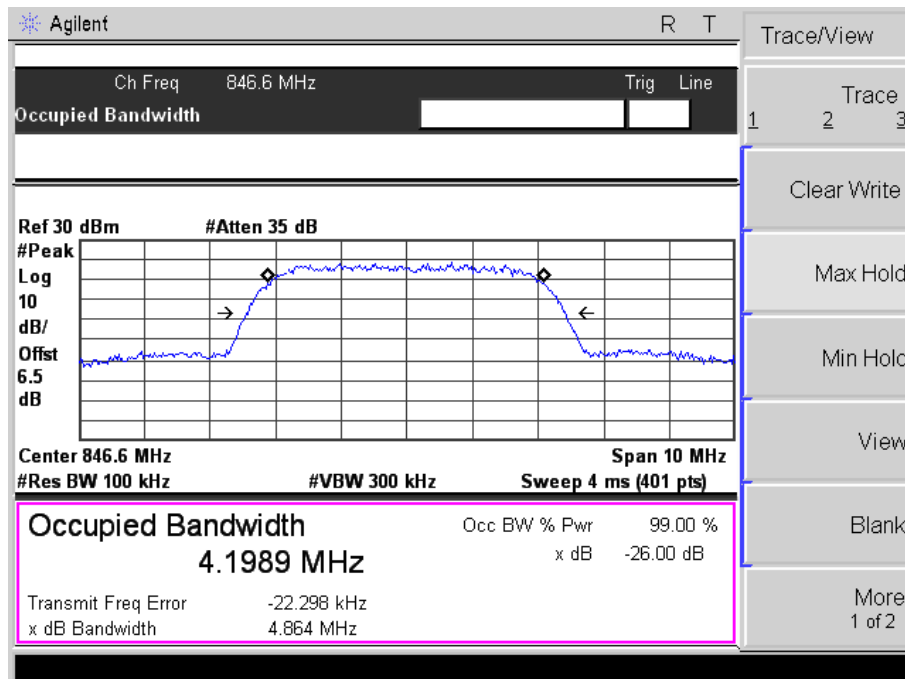 Agilent R T
Trace/View
Ch Freq 846.6 MHz Trig Line
Occupied Bandwidth
Trace
1 2 3
Clear Write
Ref 30 dBm #Atten 35 dB
#Peak
Log
10
dB/
Offst
6.5
dB
Max Hold
Min Hold
Center 846.6 MHz Span 10 MHz
#Res BW 100 kHz #VBW 300 kHz Sweep 4 ms (401 pts)
View
Occupied Bandwidth Occ BW % Pwr 99.00 %
4.1989 MHz x dB -26.00 dB
Blank
Transmit Freq Error -22.298 kHz
x dB Bandwidth 4.864 MHz
More
1 of 2